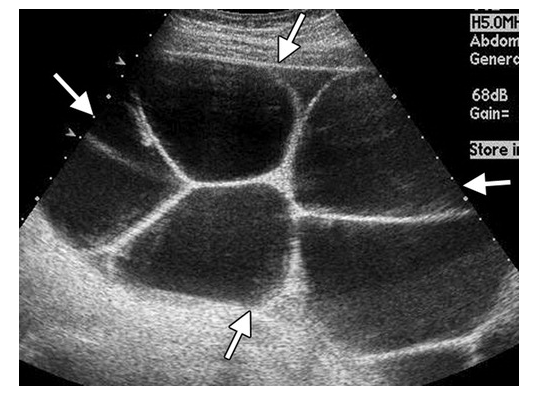 H5.0MH
Abdom
Genera
68dB
Gain=
Store in